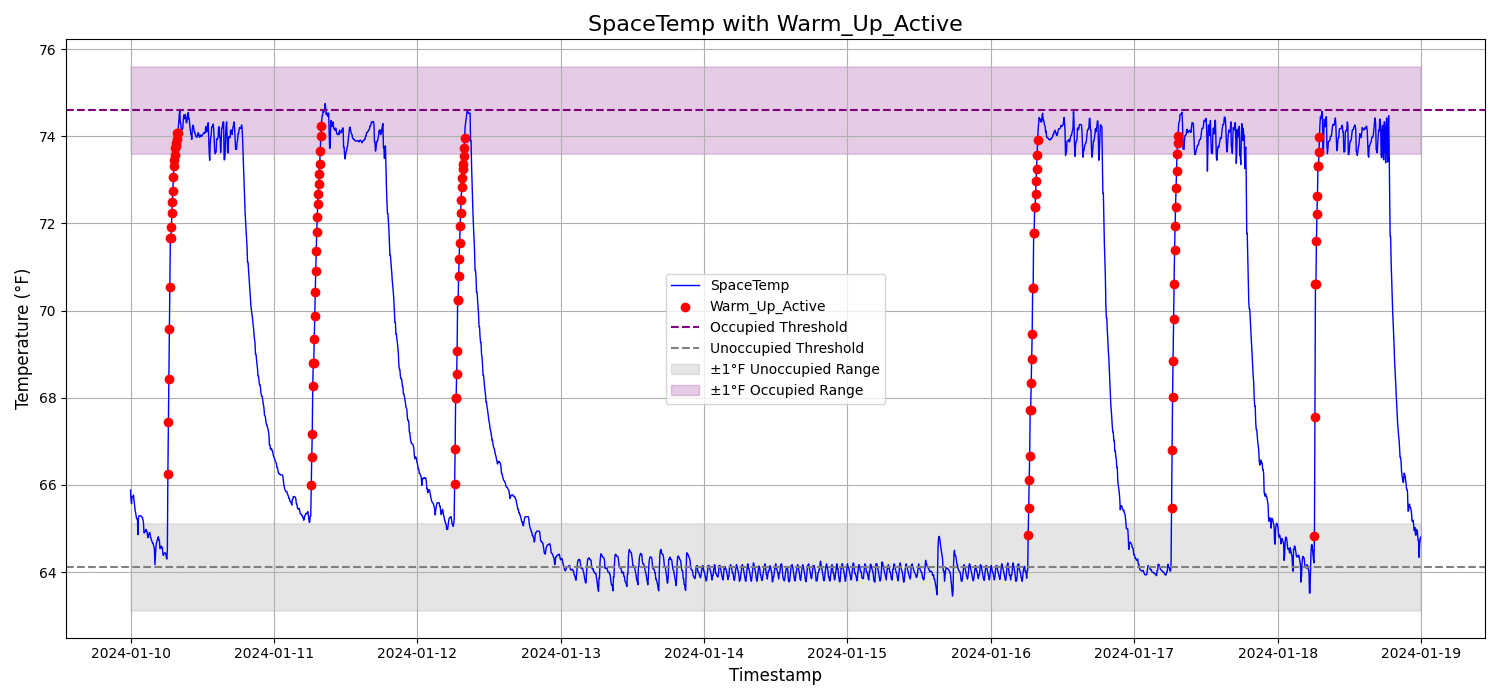 SpaceTemp with Warm_Up_Active
76
74
72
70
68
66
64
Temperature (°F)
SpaceTemp
Warm_Up_Active
Occupied Threshold
Unoccupied Threshold
±1°F Unoccupied Range
±1°F Occupied Range
2024-01-10 2024-01-11 2024-01-12 2024-01-13 2024-01-14 2024-01-15 2024-01-16 2024-01-17 2024-01-18 2024-01-19
Timestamp